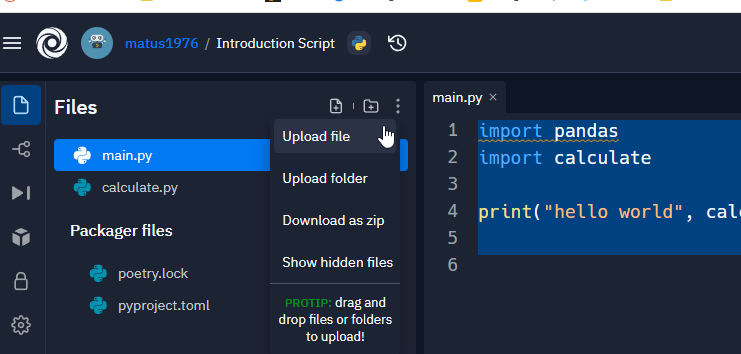 matus1976 / Introduction Script
Files
main.py
calculate.py
Packager files
poetry.lock
pyproject.toml
Upload file
Upload folder
Download as zip
Show hidden files
PROTIP: drag and
drop files or folders
to upload!
main.py ×
1 import pandas
2 import calculate
3
4 print("hello world", calc
5
6